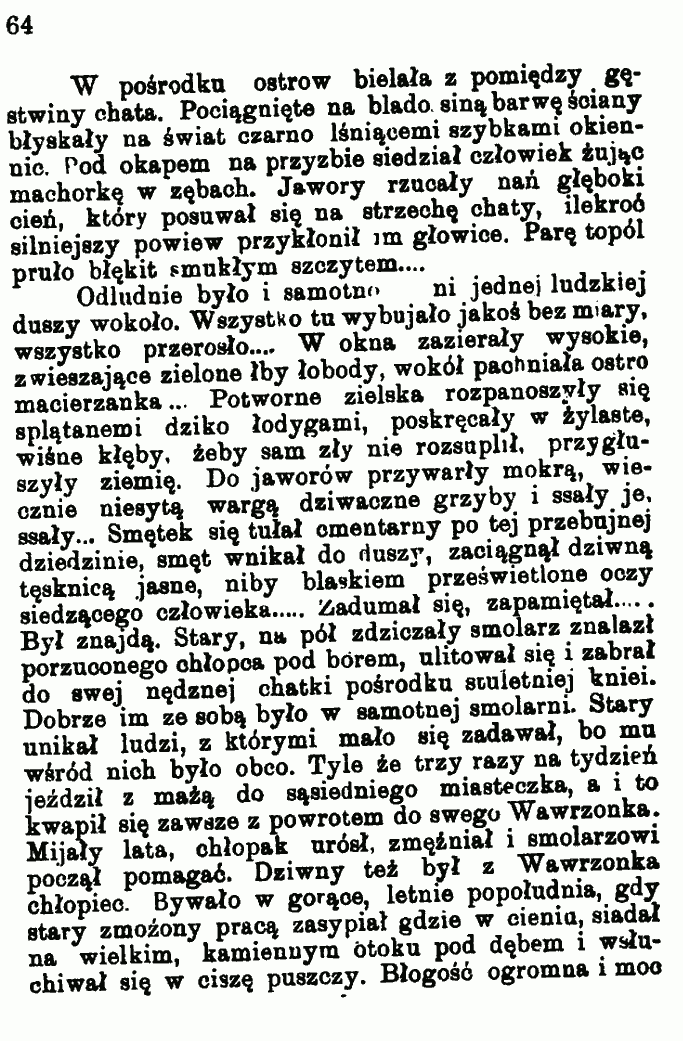 64
W pośrodku ostrow bielała z pomiędzy gę-
stwiny chata. Pociągnięte na blado siną barwę ściany
błyskały na świat czarno lśniącemi szybkami okien-
nic. Pod okapem na przyzbie siedział człowiek żując
machorkę w zębach. Jawory rzucały nań głęboki
cień, który posuwał się na strzechę chaty, ilekroć
silniejszy powiew przykłonił im głowice. Parę topól
pruło błękit smukłym szczytem....
Odludnie było i samotno ni jednej ludzkiej
duszy wokoło. Wszystko tu wybujało jakoś bez miary,
wszystko przerosło.... W okna zazierały wysokie,
zwieszające zielone łby łobody, wokół pachniała ostro
macierzanka... Potworne zielska rozpanoszyły się
splątanemi dziko łodygami, poskręcały w żylaste,
wiśne kłęby, żeby sam zły nie rozsuplił, przygłu-
szyły ziemię. Do jaworów przywarły mokrą, wie-
cznie niesytą wargą dziwaczne grzyby i ssały je,
ssały... Smętek się tułał cmentarny po tej przebujnej
dziedzinie, smęt wnikał do duszy, zaciągnął dziwną
tęsknicą jasne, niby blaskiem prześwietlone oczy
siedzącego człowieka..... Zadumał się, zapamiętał.....
Był znajdą. Stary, na pół zdziczały smolarz znalazł
porzuconego chłopca pod borem, ulitował się i zabrał
do swej nędznej chatki pośrodku stuletniej kniei.
Dobrze im ze sobą było w samotnej smolarni. Stary
unikał ludzi, z którymi mało się zadawał, bo mu
wśród nich było obco. Tyle że trzy razy na tydzień
jeździł z mażą do sąsiedniego miasteczka, a i to
kwapił się zawsze z powrotem do swego Wawrzonka.
Mijały lata, chłopak urósł, zmężniał i smolarzowi
począł pomagać. Dziwny też był z Wawrzonka
chłopiec. Bywało w gorące, letnie popołudnia, gdy
stary zmożony pracą zasypiał gdzie w cieniu, siadał
na wielkim, kamiennym otoku pod dębem i wsłu-
chiwał się w ciszę puszczy. Błogość ogromna i moc